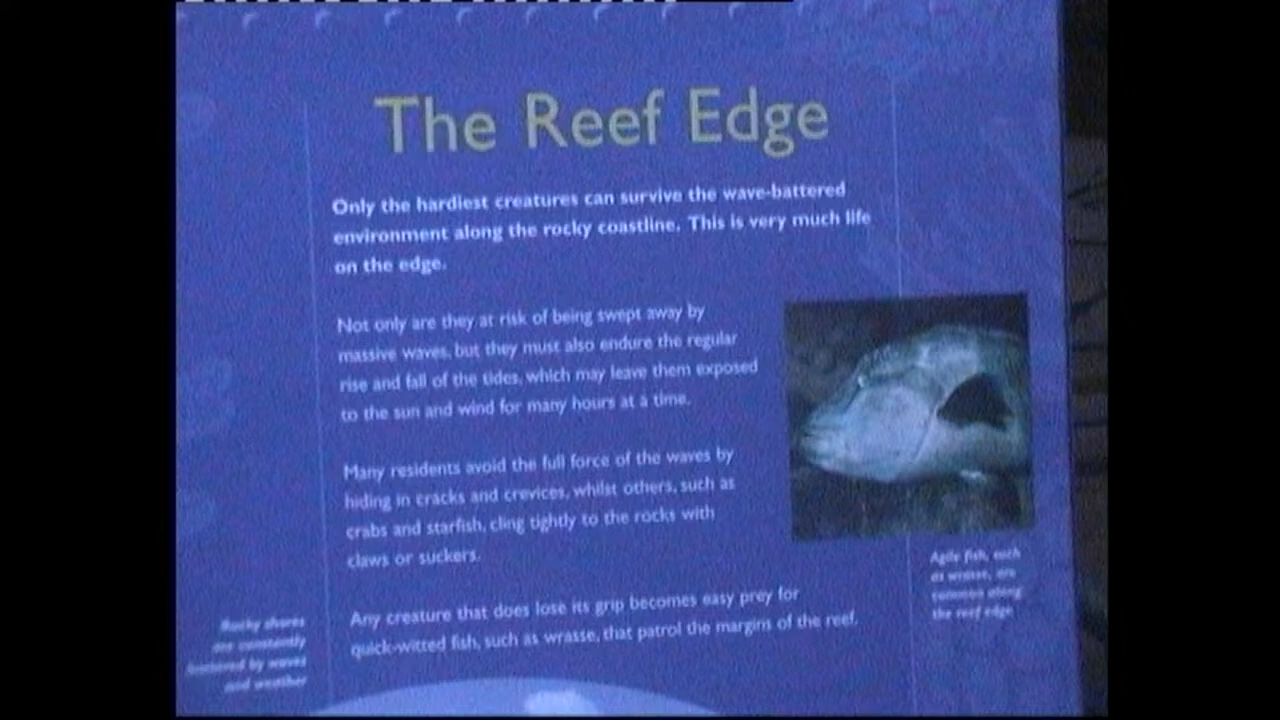 The Reef Edge
Only the hardiest creatures can survive the wave-battered
environment along the rocky coastline. This is very much life
on the edge.
Not only are they at risk of being swept away by
massive waves, but they must also endure the regular
rise and fall of the tides, which may leave them exposed
to the sun and wind for many hours at a time.
Many residents avoid the full force of the waves by
hiding in cracks and crevices, whilst others, such as
crabs and starfish, cling tightly to the rocks with
claws or suckers.
Any creature that does lose its grip becomes easy prey for
quick-witted fish, such as wrasse, that patrol the margins of the reef.
Agile fish, such
as wrasse, are
common along
the reef edge
Rocky shores
are constantly
battered by waves
and weather